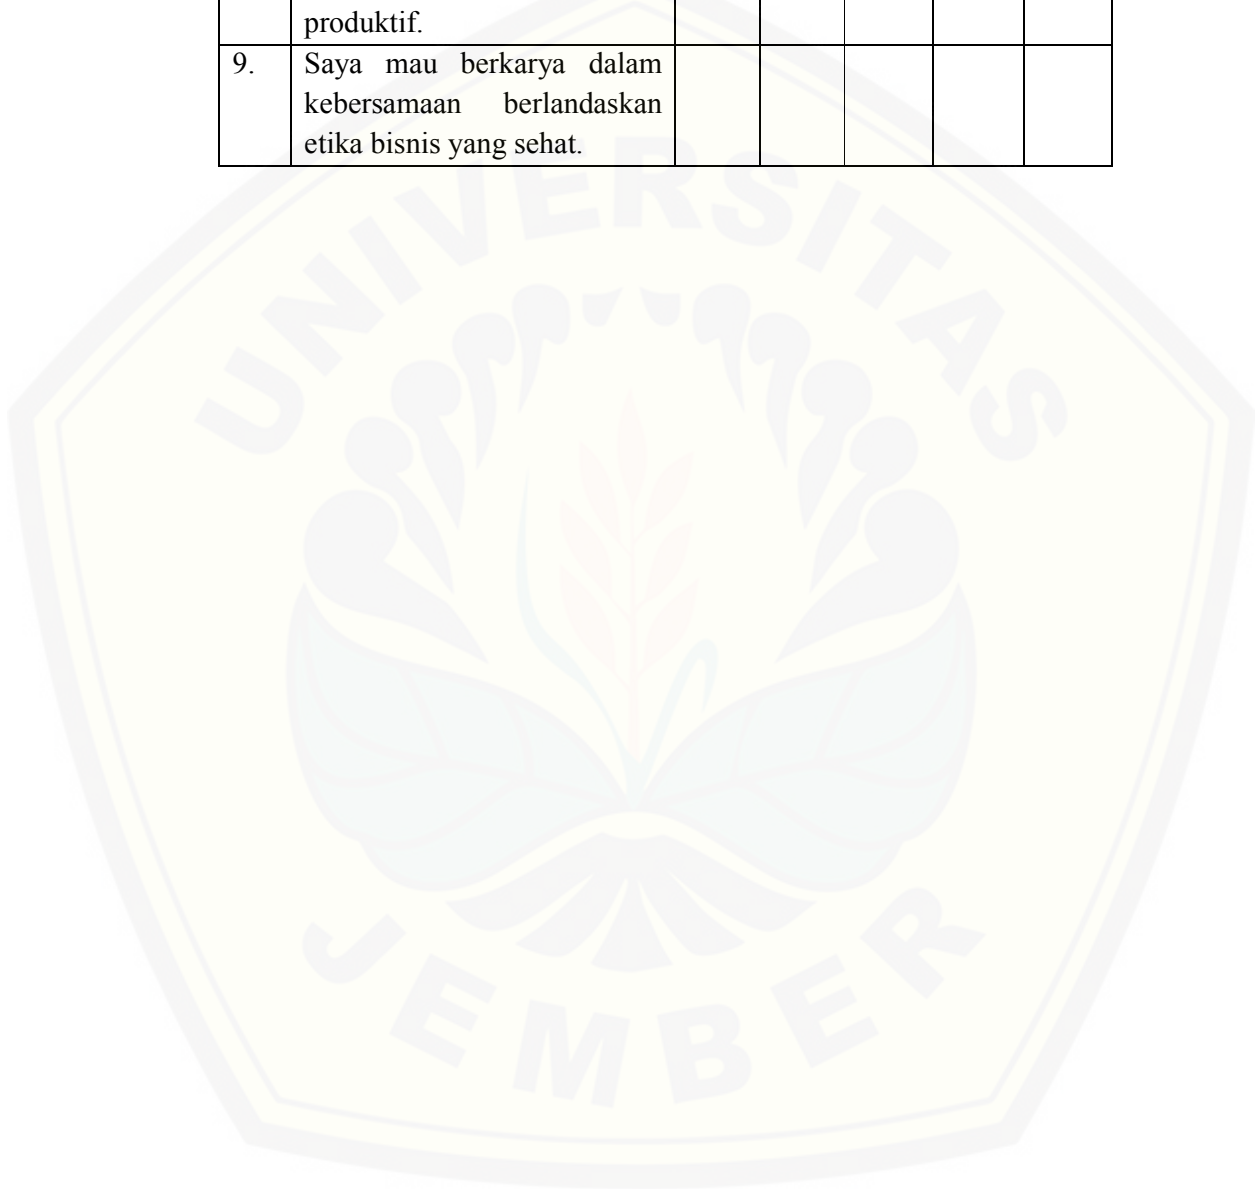 produktif.
9. Saya mau berkarya dalam
kebersamaan berlandaskan
etika bisnis yang sehat.
UNIVERSITAS
JEMBER